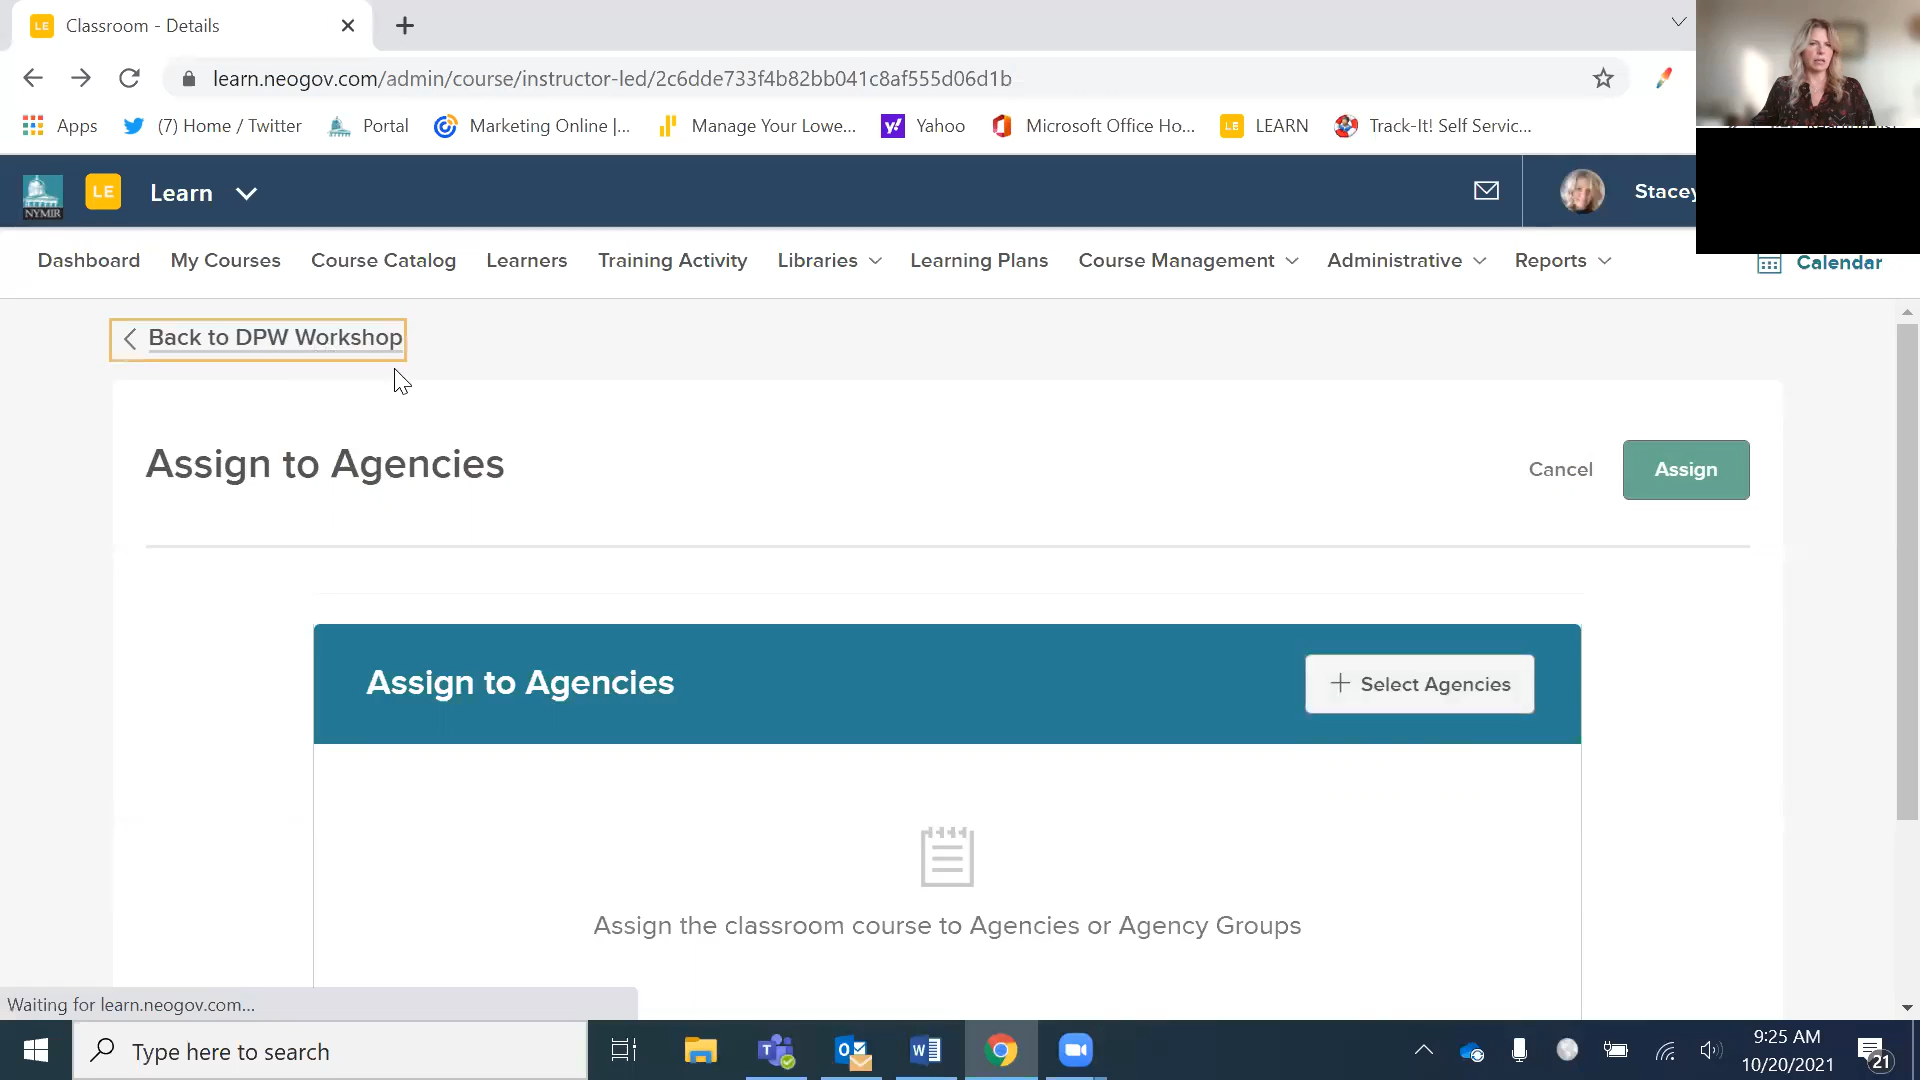 LE Classroom - Details
learn.neogov.com/admin/course/instructor-led/2c6dde733f4b82bb041c8af555d06d1b
Apps (7) Home / Twitter Portal Marketing Online |... Manage Your Lowe... Yahoo Microsoft Office Ho... LE LEARN Track-It! Self Servic...
NYMIR LE Learn Stacey
Dashboard My Courses Course Catalog Learners Training Activity Libraries Learning Plans Course Management Administrative Reports Calendar
Back to DPW Workshop
Assign to Agencies
Cancel Assign
Assign to Agencies
Select Agencies
Assign the classroom course to Agencies or Agency Groups
Waiting for learn.neogov.com...
Type here to search
9:25 AM
10/20/2021
21